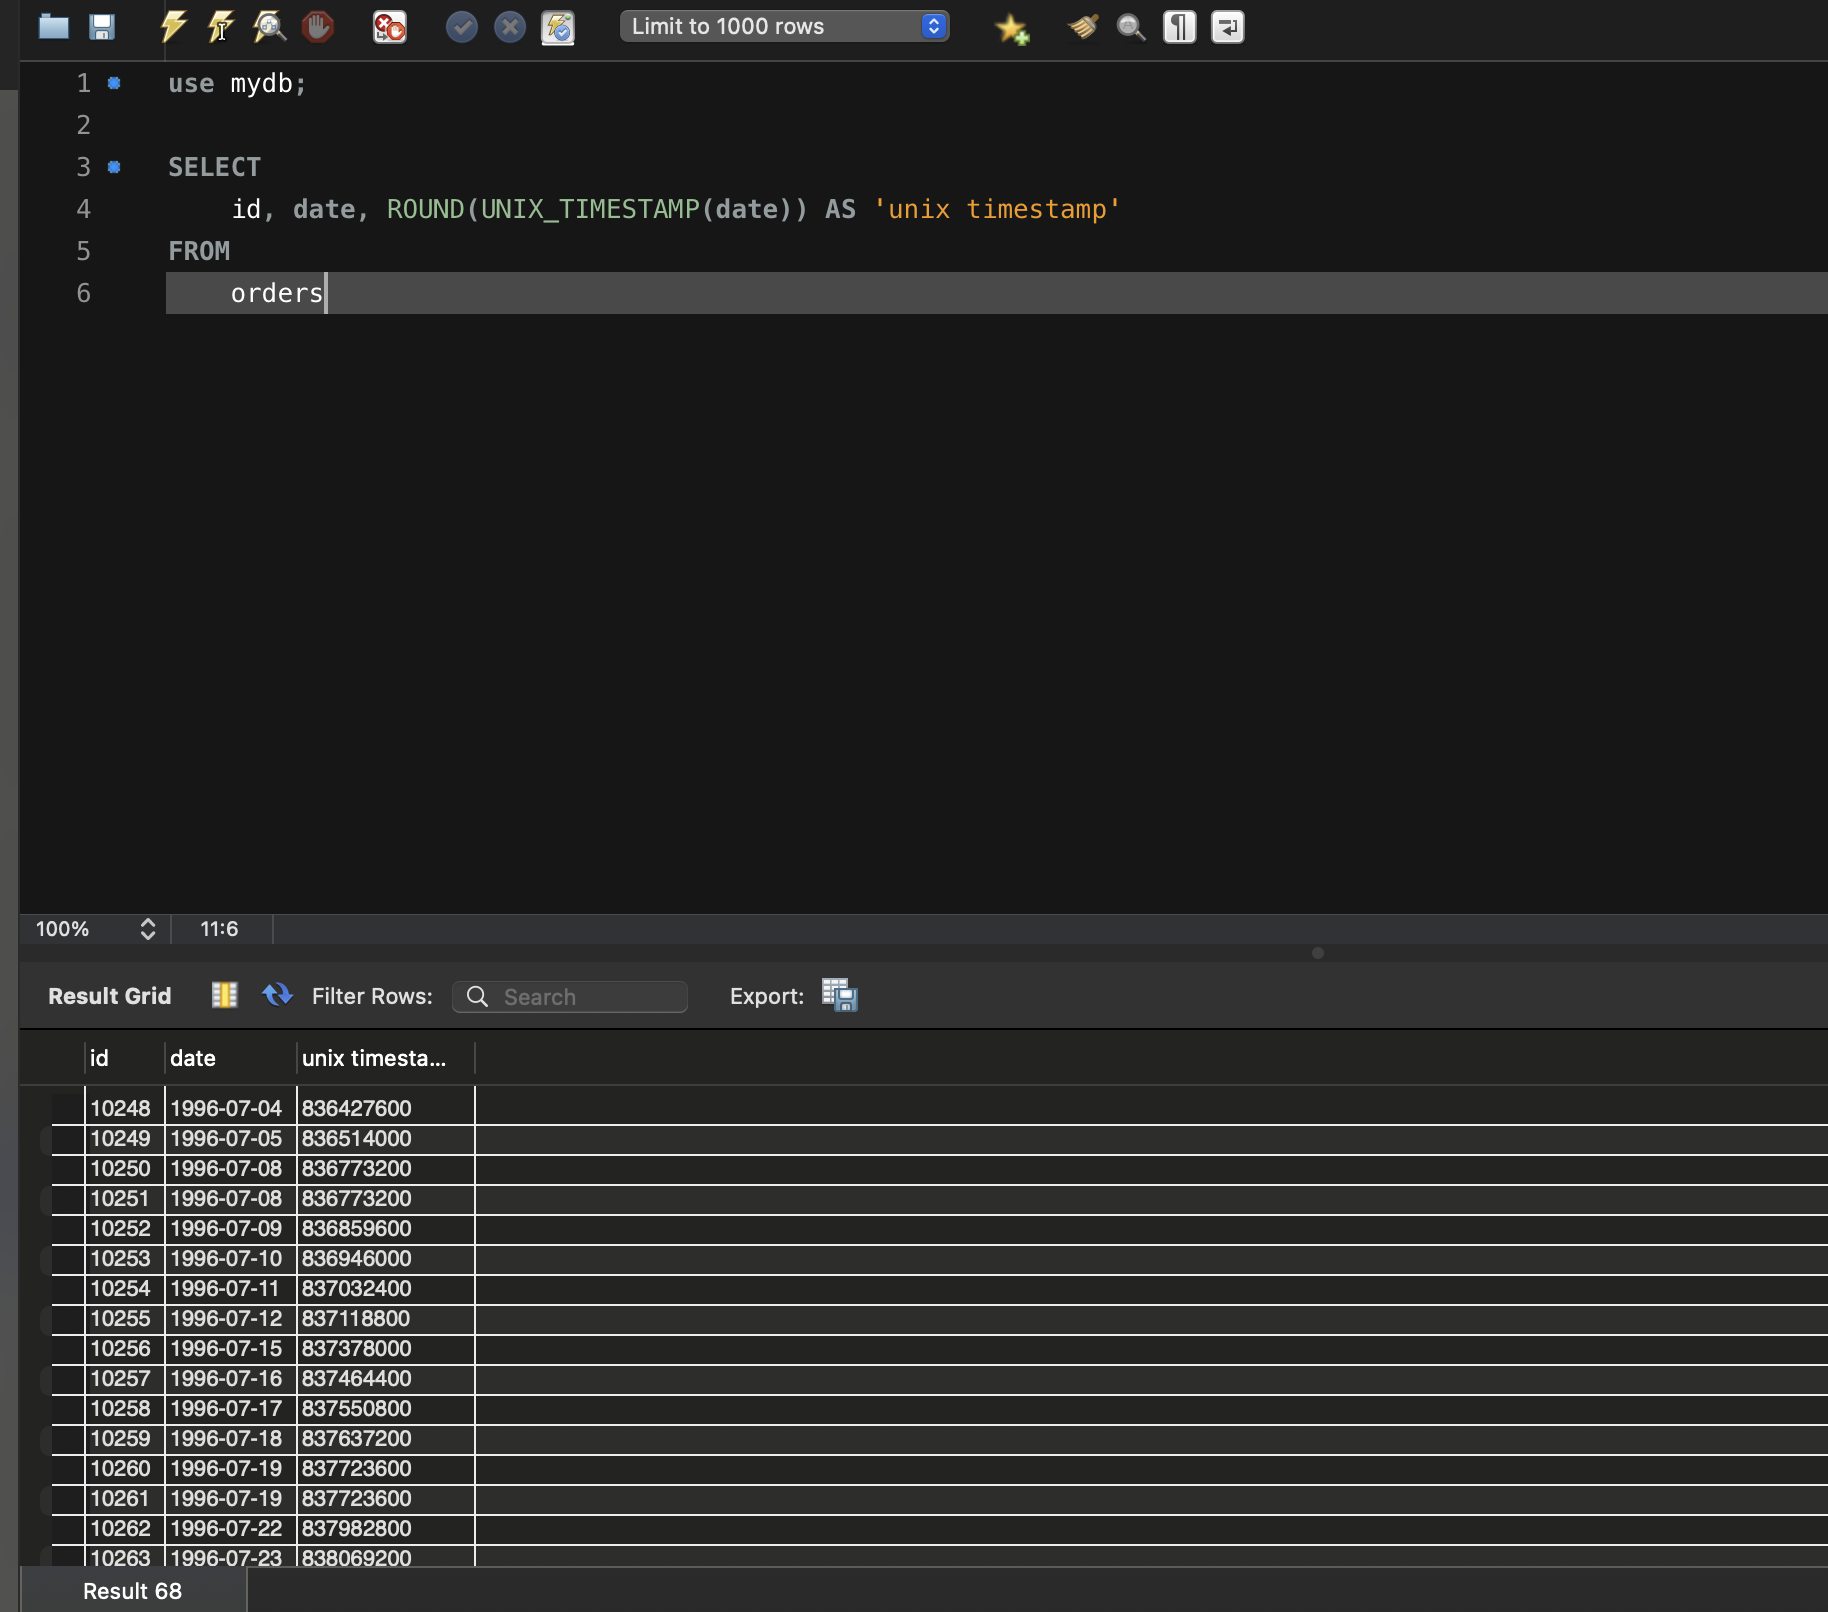 Limit to 1000 rows
1 use mydb;
2
3 SELECT
4 id, date, ROUND(UNIX_TIMESTAMP(date)) AS 'unix timestamp'
5 FROM
6 orders
100% 11:6
Result Grid Filter Rows: Search Export:
id date unix timesta...
10248 1996-07-04 836427600
10249 1996-07-05 836514000
10250 1996-07-08 836773200
10251 1996-07-08 836773200
10252 1996-07-09 836859600
10253 1996-07-10 836946000
10254 1996-07-11 837032400
10255 1996-07-12 837118800
10256 1996-07-15 837378000
10257 1996-07-16 837464400
10258 1996-07-17 837550800
10259 1996-07-18 837637200
10260 1996-07-19 837723600
10261 1996-07-19 837723600
10262 1996-07-22 837982800
10263 1996-07-23 838069200
Result 68